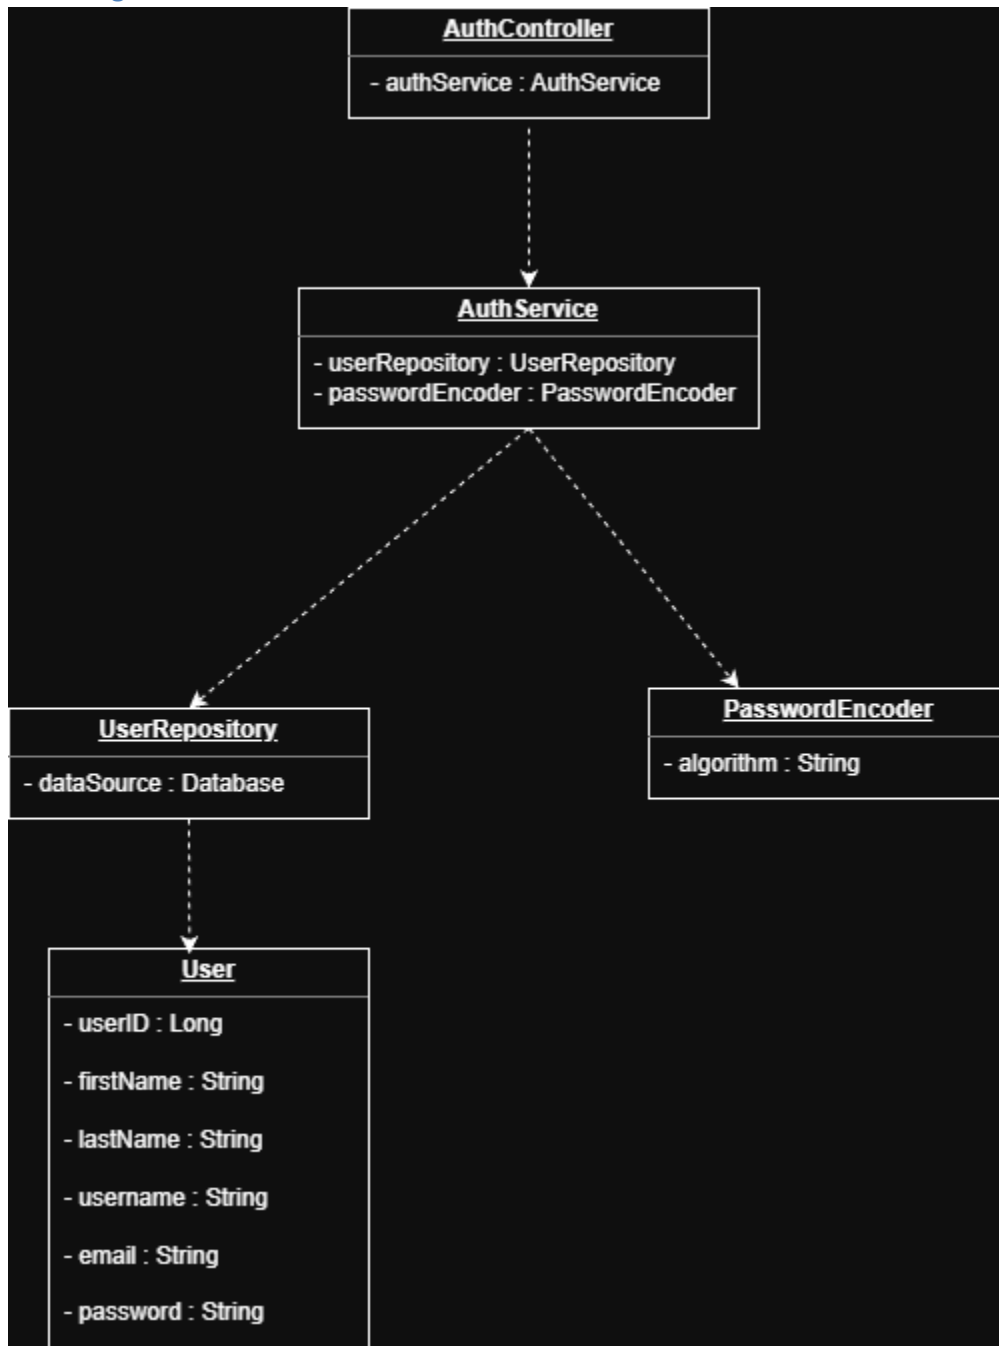 AuthController
- authService : AuthService
AuthService
- userRepository : UserRepository
- passwordEncoder : PasswordEncoder
UserRepository
- dataSource : Database
PasswordEncoder
- algorithm : String
User
- userID : Long
- firstName : String
- lastName : String
- username : String
- email : String
- password : String